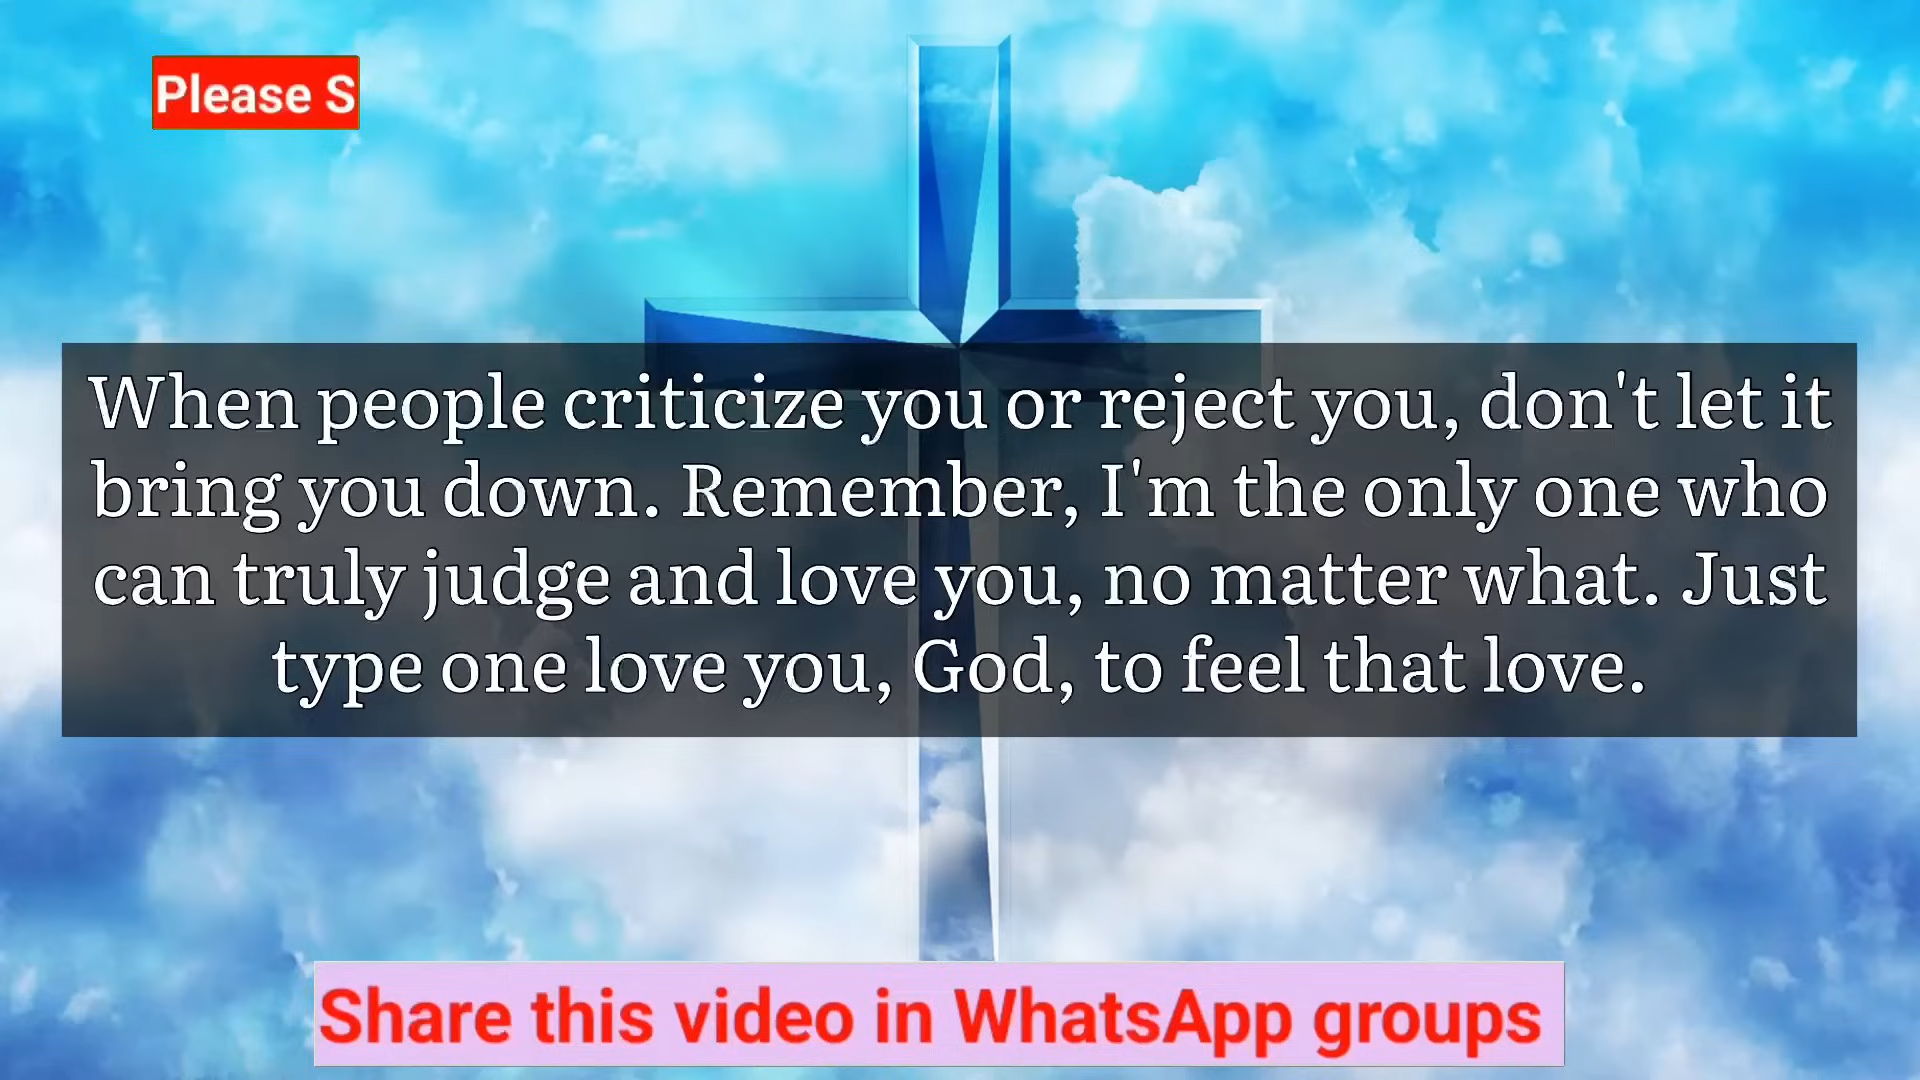 Please S
When people criticize you or reject you, don't let it
bring you down. Remember, I'm the only one who
can truly judge and love you, no matter what. Just
type one love you, God, to feel that love.
Share this video in WhatsApp groups